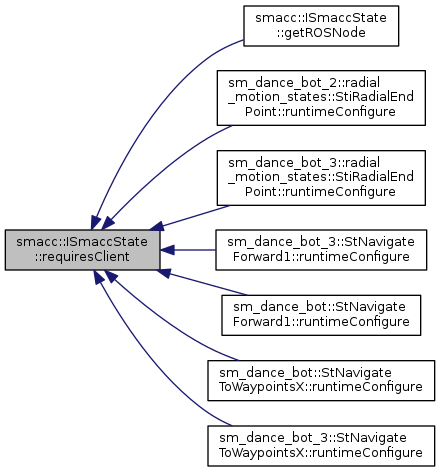 smacc::ISmaccState
::requiresClient
smacc::ISmaccState
::getROSNode
sm_dance_bot_2::radial
_motion_states::StiRadialEnd
Point::runtimeConfigure
sm_dance_bot_3::radial
_motion_states::StiRadialEnd
Point::runtimeConfigure
sm_dance_bot_3::StNavigate
Forward1::runtimeConfigure
sm_dance_bot::StNavigate
Forward1::runtimeConfigure
sm_dance_bot::StNavigate
ToWaypointsX::runtimeConfigure
sm_dance_bot_3::StNavigate
ToWaypointsX::runtimeConfigure